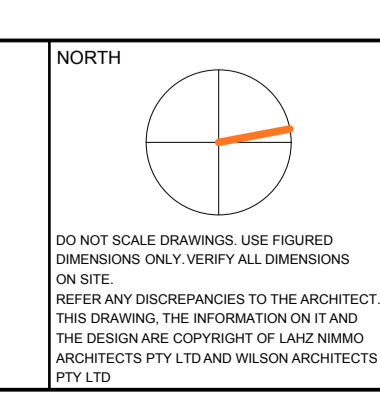 NORTH
DO NOT SCALE DRAWINGS. USE FIGURED
DIMENSIONS ONLY. VERIFY ALL DIMENSIONS
ON SITE.
REFER ANY DISCREPANCIES TO THE ARCHITECT.
THIS DRAWING, THE INFORMATION ON IT AND
THE DESIGN ARE COPYRIGHT OF LAHZ NIMMO
ARCHITECTS PTY LTD AND WILSON ARCHITECTS
PTY LTD